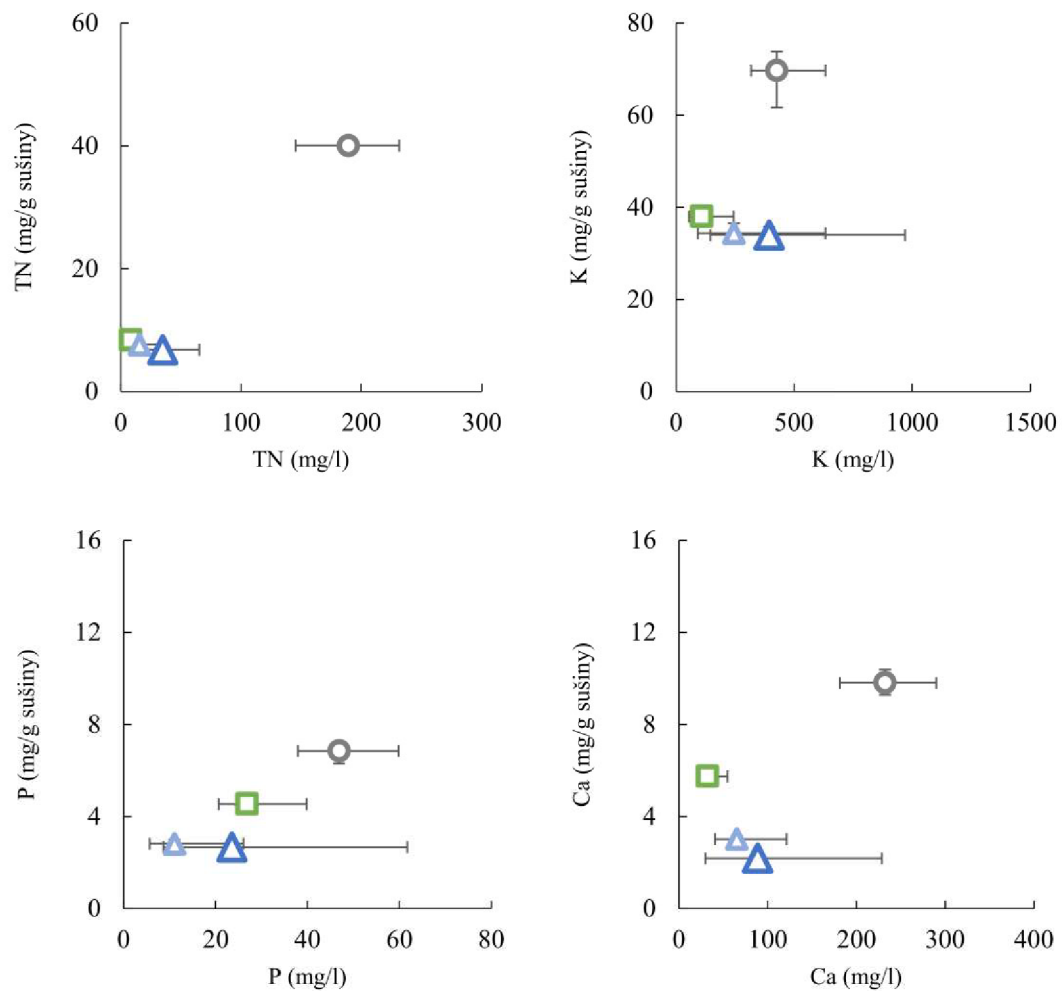 60
40
20
0
TN (mg/g sušiny)
0 100 200 300
TN (mg/l)
80
60
40
20
0
K (mg/g sušiny)
0 500 1000 1500
K (mg/l)
16
12
8
4
0
P (mg/g sušiny)
0 20 40 60 80
P (mg/l)
16
12
8
4
0
Ca (mg/g sušiny)
0 100 200 300 400
Ca (mg/l)